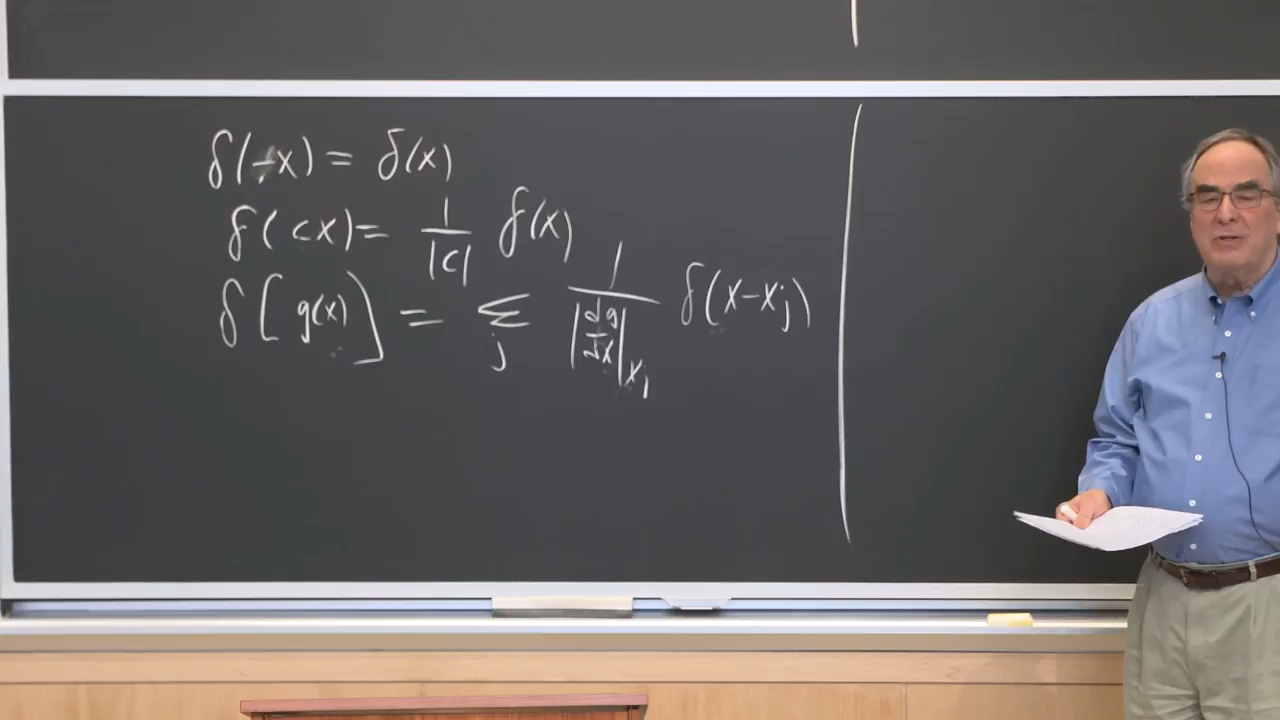 δ(-x) = δ(x)
δ(cx) = 1/|c| δ(x)
δ[g(x)] = Σ_j 1/|dg/dx|_{x_j} δ(x-x_j)